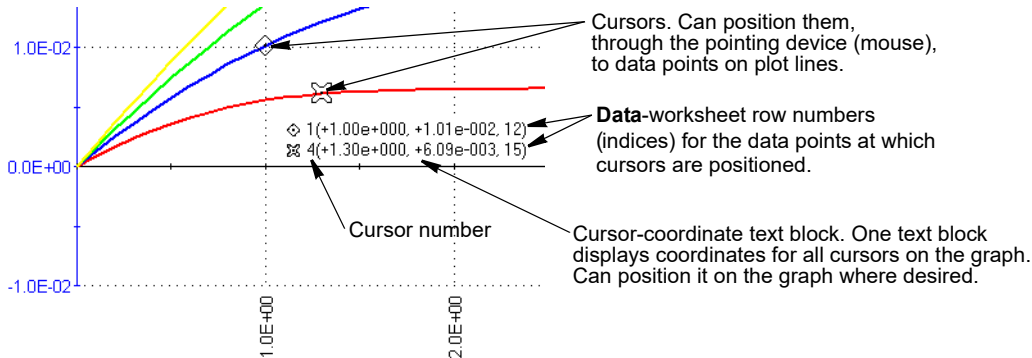 1.0E-02
0.0E+00
-1.0E-02
1.0E+00
2.0E+00
1(+1.00e+000, +1.01e-002, 12)
4(+1.30e+000, +6.09e-003, 15)
Cursor number
Cursors. Can position them,
through the pointing device (mouse),
to data points on plot lines.
Data-worksheet row numbers
(indices) for the data points at which
cursors are positioned.
Cursor-coordinate text block. One text block
displays coordinates for all cursors on the graph.
Can position it on the graph where desired.